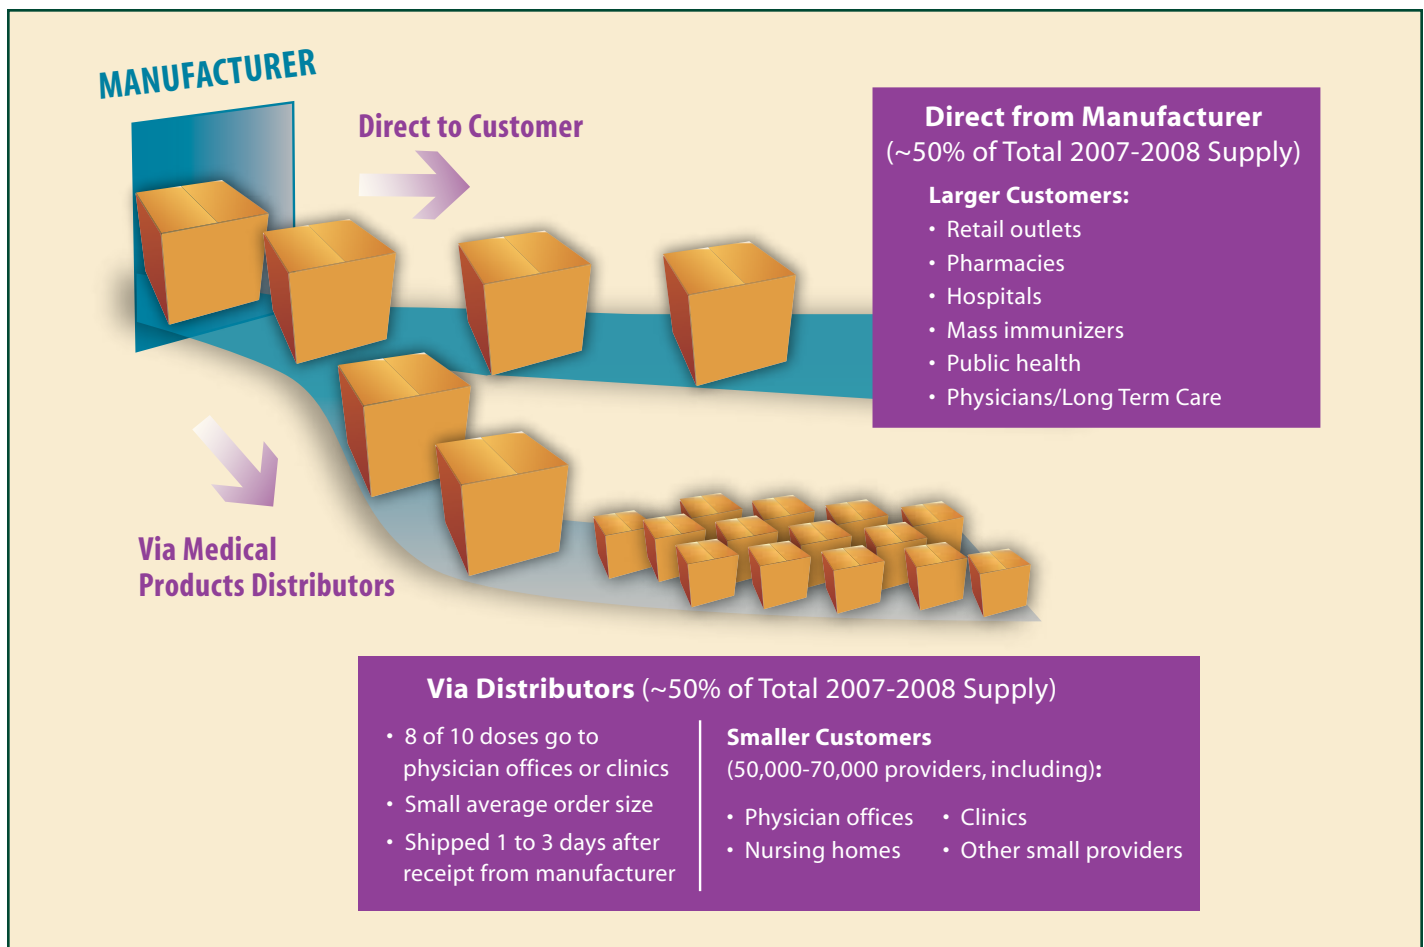 MANUFACTURER
Direct to Customer
Direct from Manufacturer
(~50% of Total 2007-2008 Supply)
Larger Customers:
• Retail outlets
• Pharmacies
• Hospitals
• Mass immunizers
• Public health
• Physicians/Long Term Care
Via Medical
Products Distributors
Via Distributors (~50% of Total 2007-2008 Supply)
• 8 of 10 doses go to
physician offices or clinics
• Small average order size
• Shipped 1 to 3 days after
receipt from manufacturer
Smaller Customers
(50,000-70,000 providers, including):
• Physician offices
• Nursing homes
• Clinics
• Other small providers